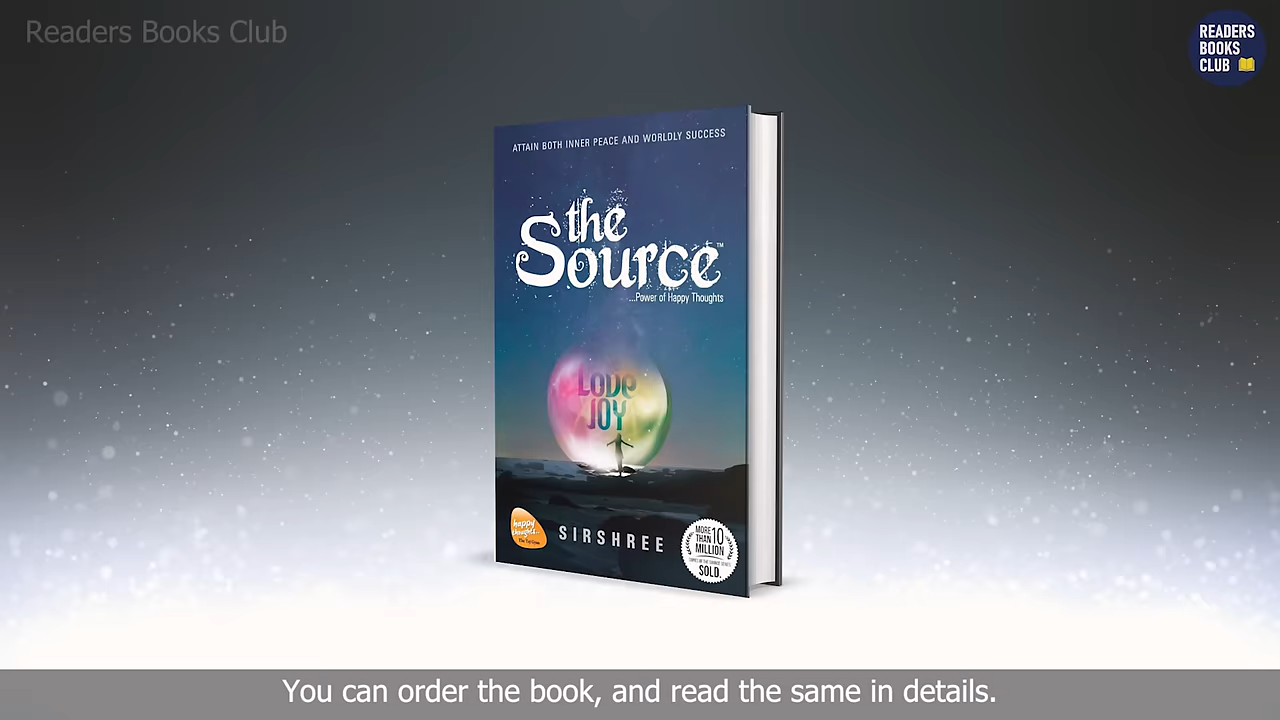 Readers Books Club
READERS
BOOKS
CLUB
ATTAIN BOTH INNER PEACE AND WORLDLY SUCCESS
the
Source™
...Power of Happy Thoughts
LOVE
JOY
happy
thoughts..
SIRSHREE
MORE 10
THAN
MILLION
SOLD
You can order the book, and read the same in details.